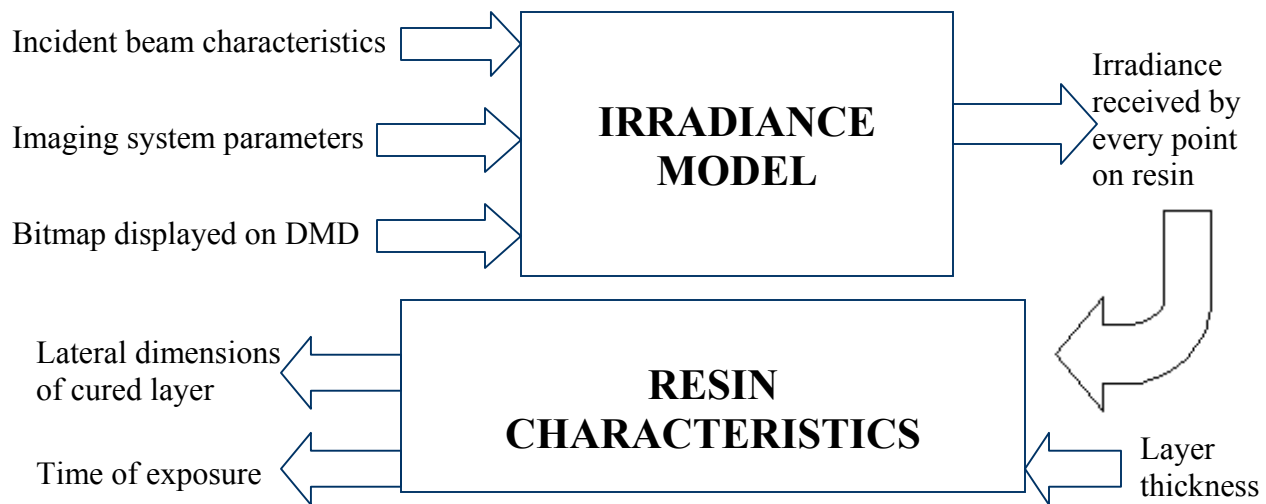 Incident beam characteristics
Imaging system parameters
Bitmap displayed on DMD
IRRADIANCE
MODEL
Irradiance
received by
every point
on resin
Lateral dimensions
of cured layer
Time of exposure
RESIN
CHARACTERISTICS
Layer
thickness